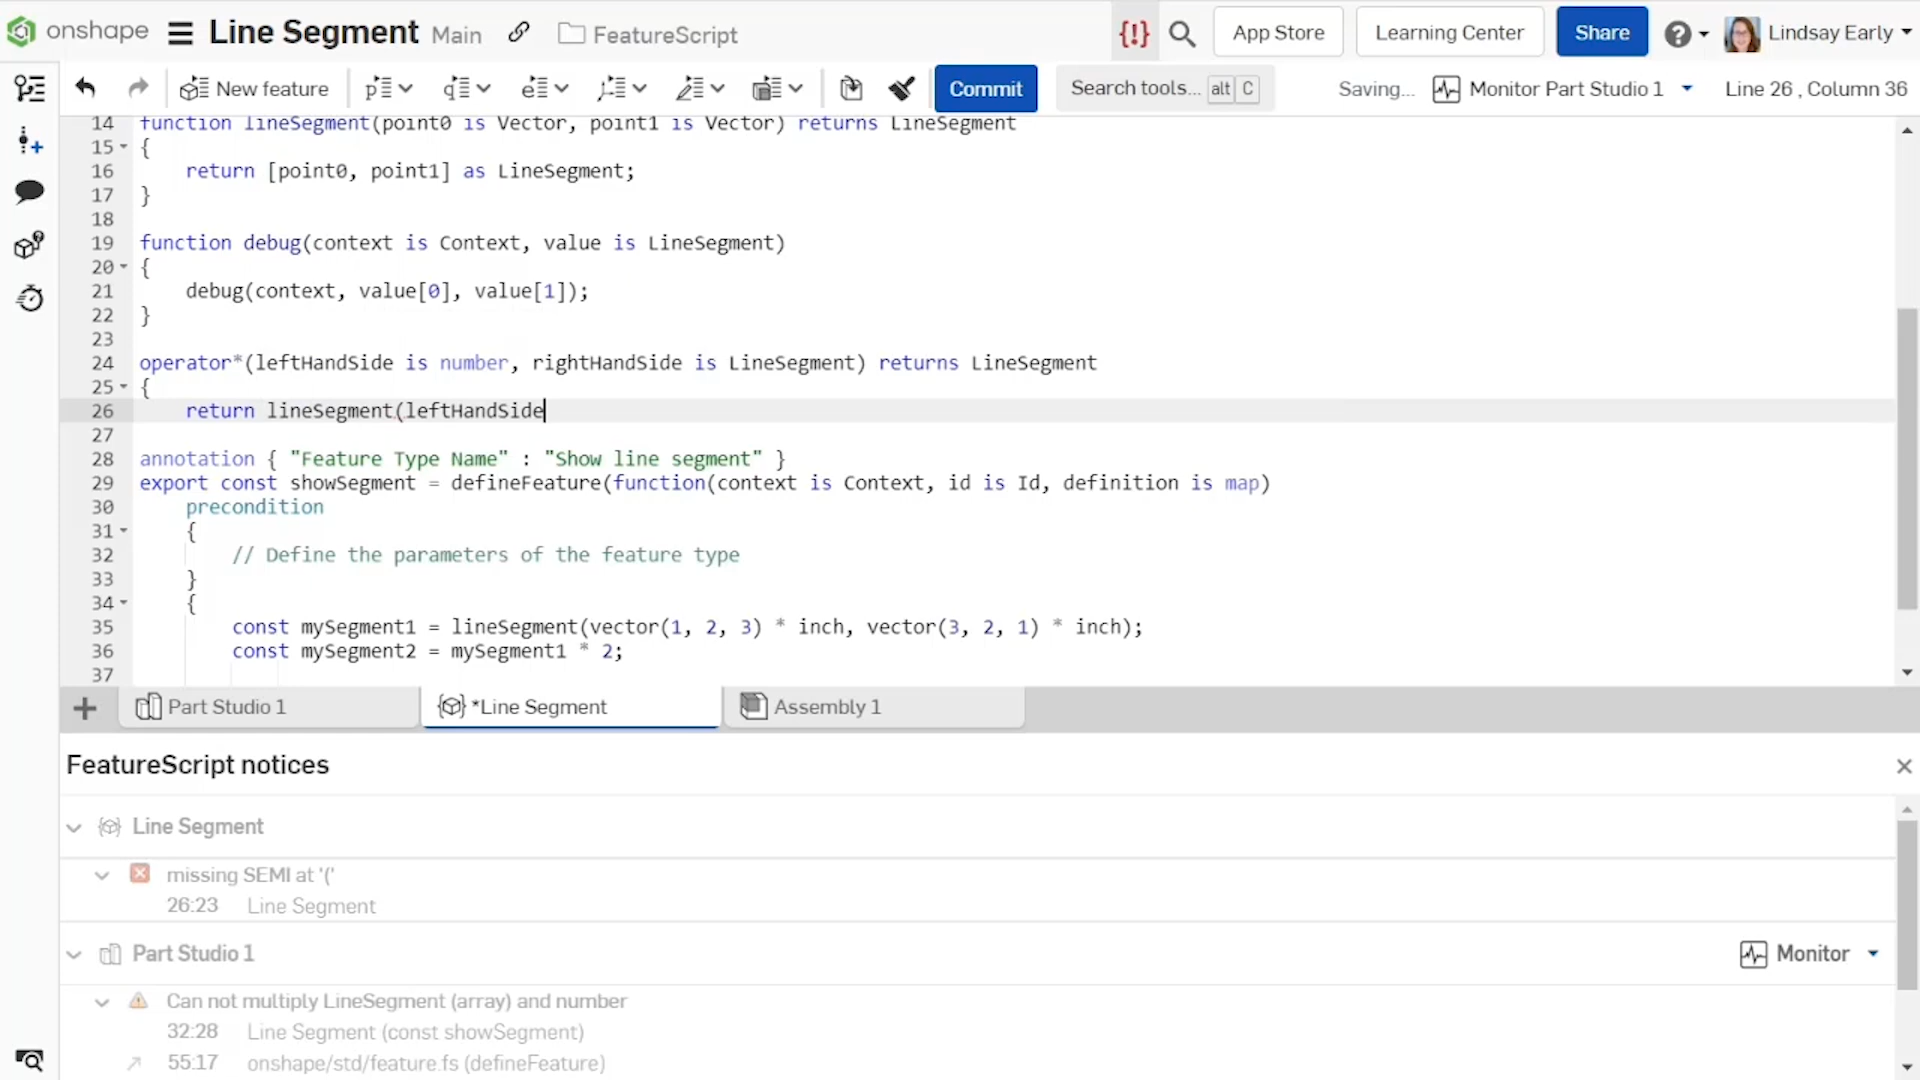 onshape Line Segment Main FeatureScript App Store Learning Center Share Lindsay Early
New feature Commit Search tools... alt C Saving... Monitor Part Studio 1 Line 26 , Column 36
14 function lineSegment(point0 is Vector, point1 is Vector) returns LineSegment
15 {
16 return [point0, point1] as LineSegment;
17 }
18
19 function debug(context is Context, value is LineSegment)
20 {
21 debug(context, value[0], value[1]);
22 }
23
24 operator*(leftHandSide is number, rightHandSide is LineSegment) returns LineSegment
25 {
26 return lineSegment(leftHandSide
27
28 annotation { "Feature Type Name" : "Show line segment" }
29 export const showSegment = defineFeature(function(context is Context, id is Id, definition is map)
30 precondition
31 {
32 // Define the parameters of the feature type
33 }
34 {
35 const mySegment1 = lineSegment(vector(1, 2, 3) * inch, vector(3, 2, 1) * inch);
36 const mySegment2 = mySegment1 * 2;
37
Part Studio 1 *Line Segment Assembly 1
FeatureScript notices
Line Segment
missing SEMI at '('
26:23 Line Segment
Part Studio 1 Monitor
Can not multiply LineSegment (array) and number
32:28 Line Segment (const showSegment)
55:17 onshape/std/feature.fs (defineFeature)